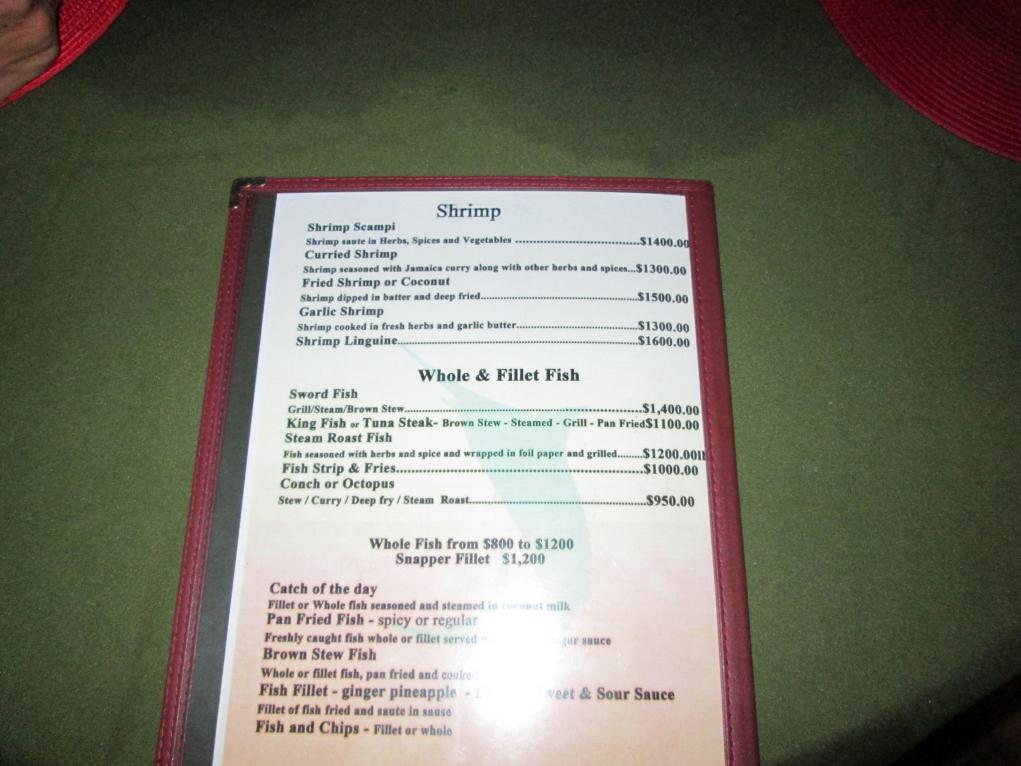 Shrimp
Shrimp Scampi
Shrimp saute in Herbs, Spices and Vegetables ................................$1400.00
Curried Shrimp
Shrimp seasoned with Jamaica curry along with other herbs and spices...$1300.00
Fried Shrimp or Coconut
Shrimp dipped in batter and deep fried........................................$1500.00
Garlic Shrimp
Shrimp cooked in fresh herbs and garlic butter...............................$1300.00
Shrimp Linguine.............................................................$1600.00
Whole & Fillet Fish
Sword Fish
Grill/Steam/Brown Stew.............................................................$1,400.00
King Fish or Tuna Steak- Brown Stew - Steamed - Grill - Pan Fried$1100.00
Steam Roast Fish
Fish seasoned with herbs and spice and wrapped in foil paper and grilled.........$1200.00lb
Fish Strip & Fries..............................................................$1000.00
Conch or Octopus
Stew / Curry / Deep fry / Steam Roast.............................................$950.00
Whole Fish from $800 to $1200
Snapper Fillet $1,200
Catch of the day
Fillet or Whole fish seasoned and steamed in coconut milk
Pan Fried Fish - spicy or regular
Freshly caught fish whole or fillet served sauce
Brown Stew Fish
Whole or fillet fish, pan fried and cooked
Fish Fillet - ginger pineapple - Sweet & Sour Sauce
Fillet of fish fried and saute in sause
Fish and Chips - Fillet or whole